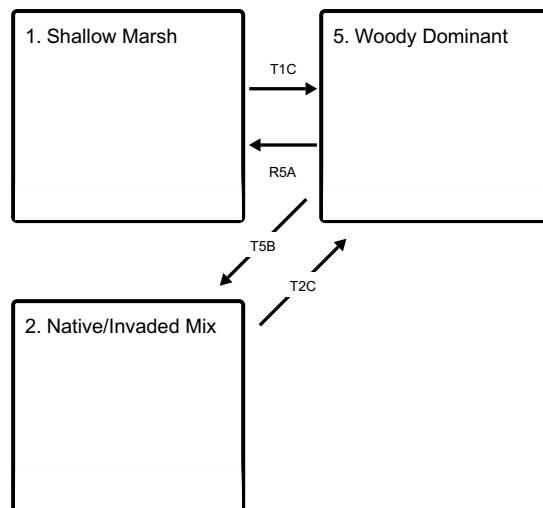 1. Shallow Marsh
5. Woody Dominant
T1C
R5A
T5B
T2C
2. Native/Invaded Mix